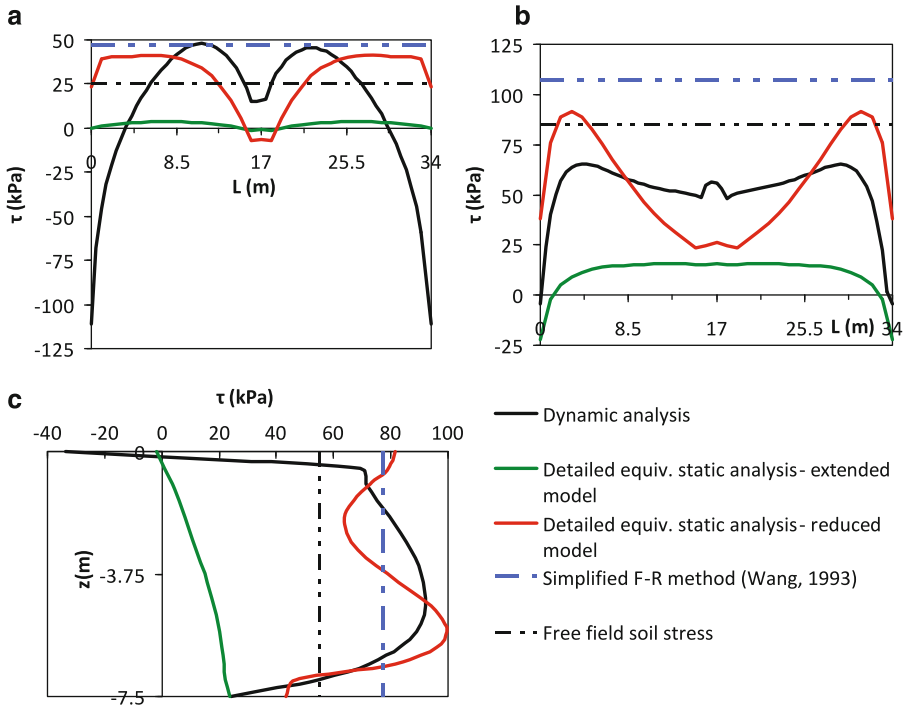 a
50
25
0
-25
-50
-75
-100
-125
τ (kPa)
0 8.5 17 25.5 34
L (m)
b
125
100
75
50
25
0
-25
τ (kPa)
0 8.5 17 25.5 L (m) 34
c
τ (kPa)
-40 -20 0 20 40 60 80 100
0
-3.75
-7.5
z(m)
Dynamic analysis
Detailed equiv. static analysis- extended
model
Detailed equiv. static analysis- reduced
model
Simplified F-R method (Wang, 1993)
Free field soil stress